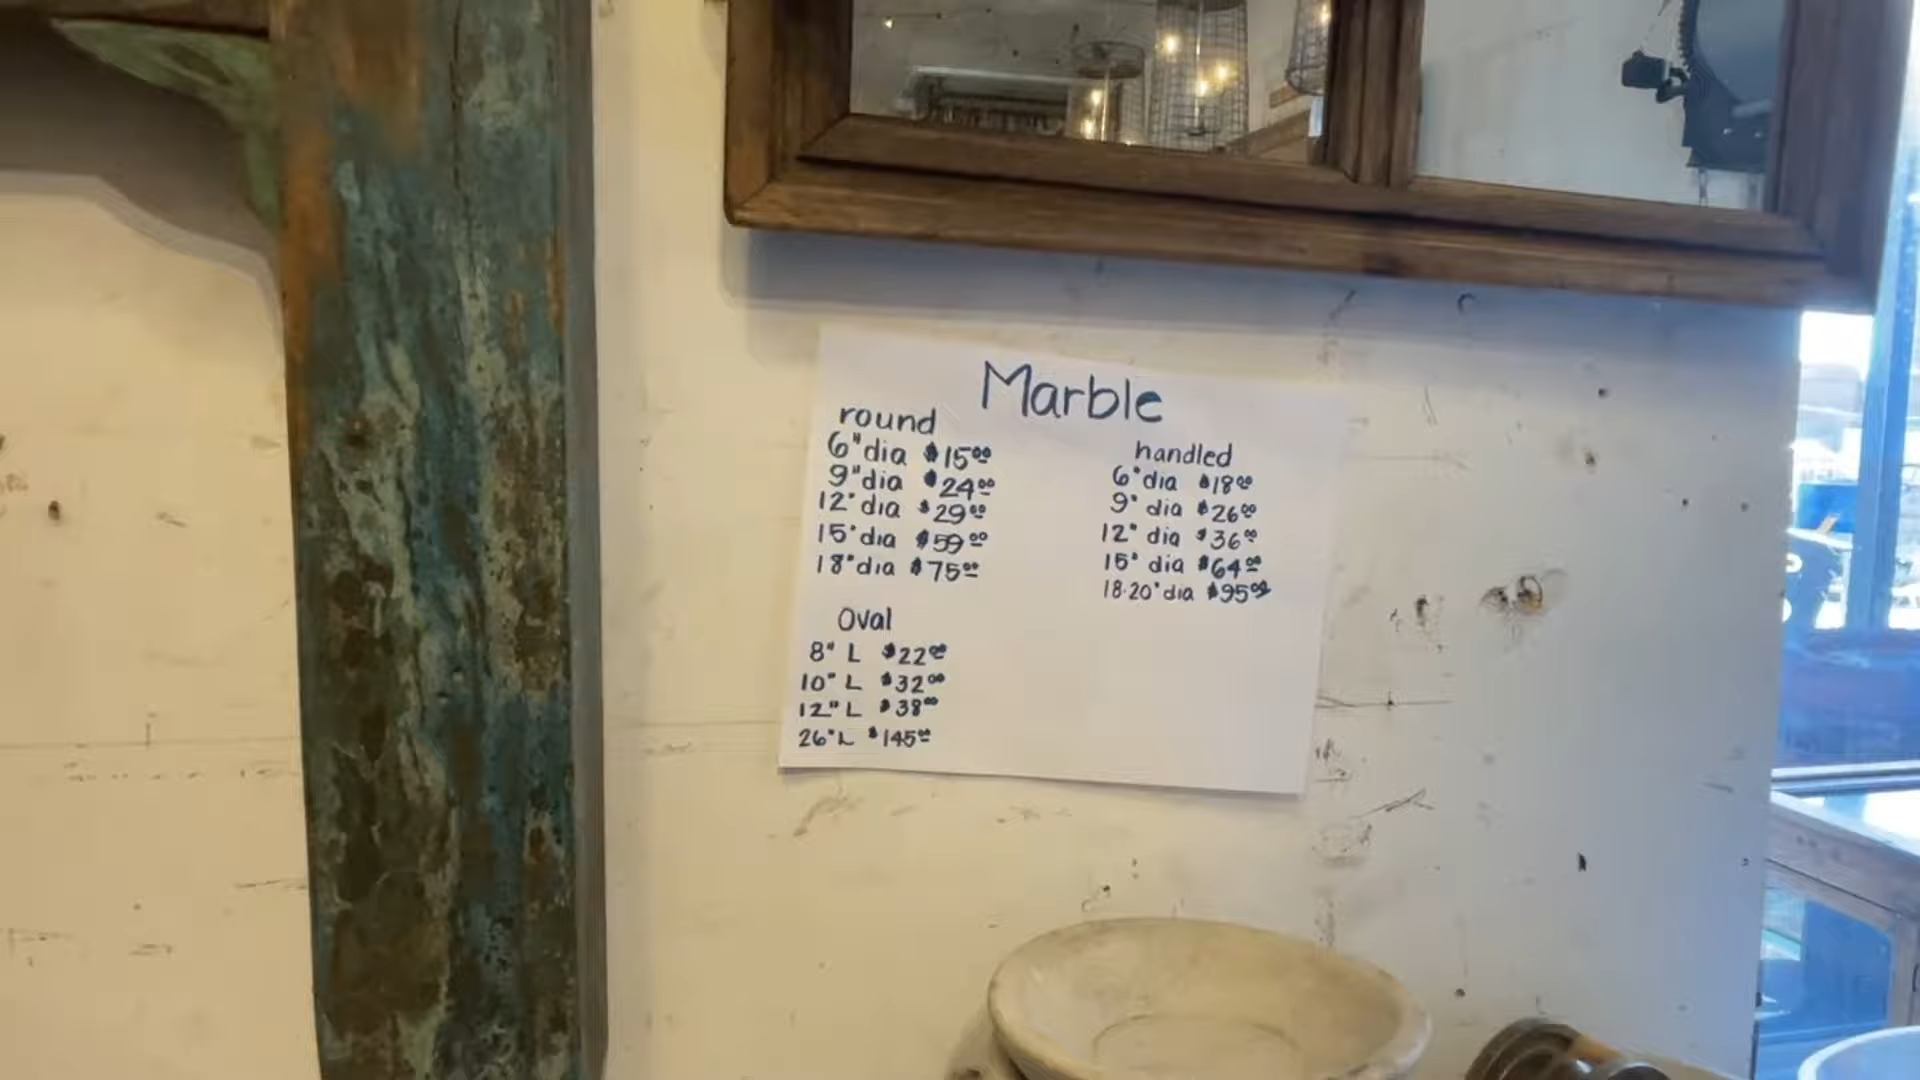 Marble
round
6"dia $15.00
9"dia $24.00
12"dia $29.00
15"dia $59.00
18"dia $75.00
handled
6"dia $18.00
9" dia $26.00
12" dia $36.00
15" dia $64.00
18-20"dia $95.00
Oval
8" L $22.00
10" L $32.00
12" L $38.00
26"L $145.00